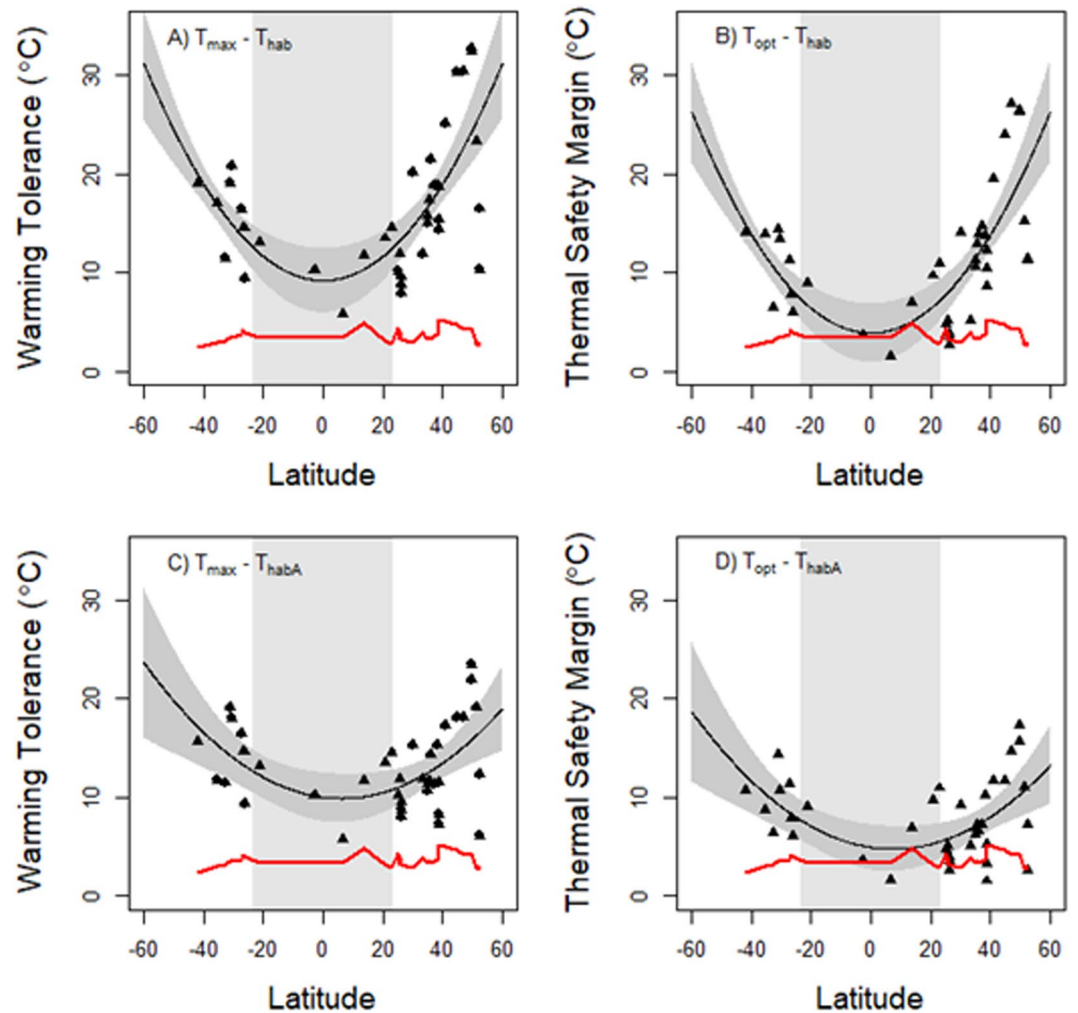 A) Tmax - Thab
Warming Tolerance (°C)
0 10 20 30
-60 -40 -20 0 20 40 60
Latitude
B) Topt - Thab
Thermal Safety Margin (°C)
0 10 20 30
-60 -40 -20 0 20 40 60
Latitude
C) Tmax - ThabA
Warming Tolerance (°C)
0 10 20 30
-60 -40 -20 0 20 40 60
Latitude
D) Topt - ThabA
Thermal Safety Margin (°C)
0 10 20 30
-60 -40 -20 0 20 40 60
Latitude